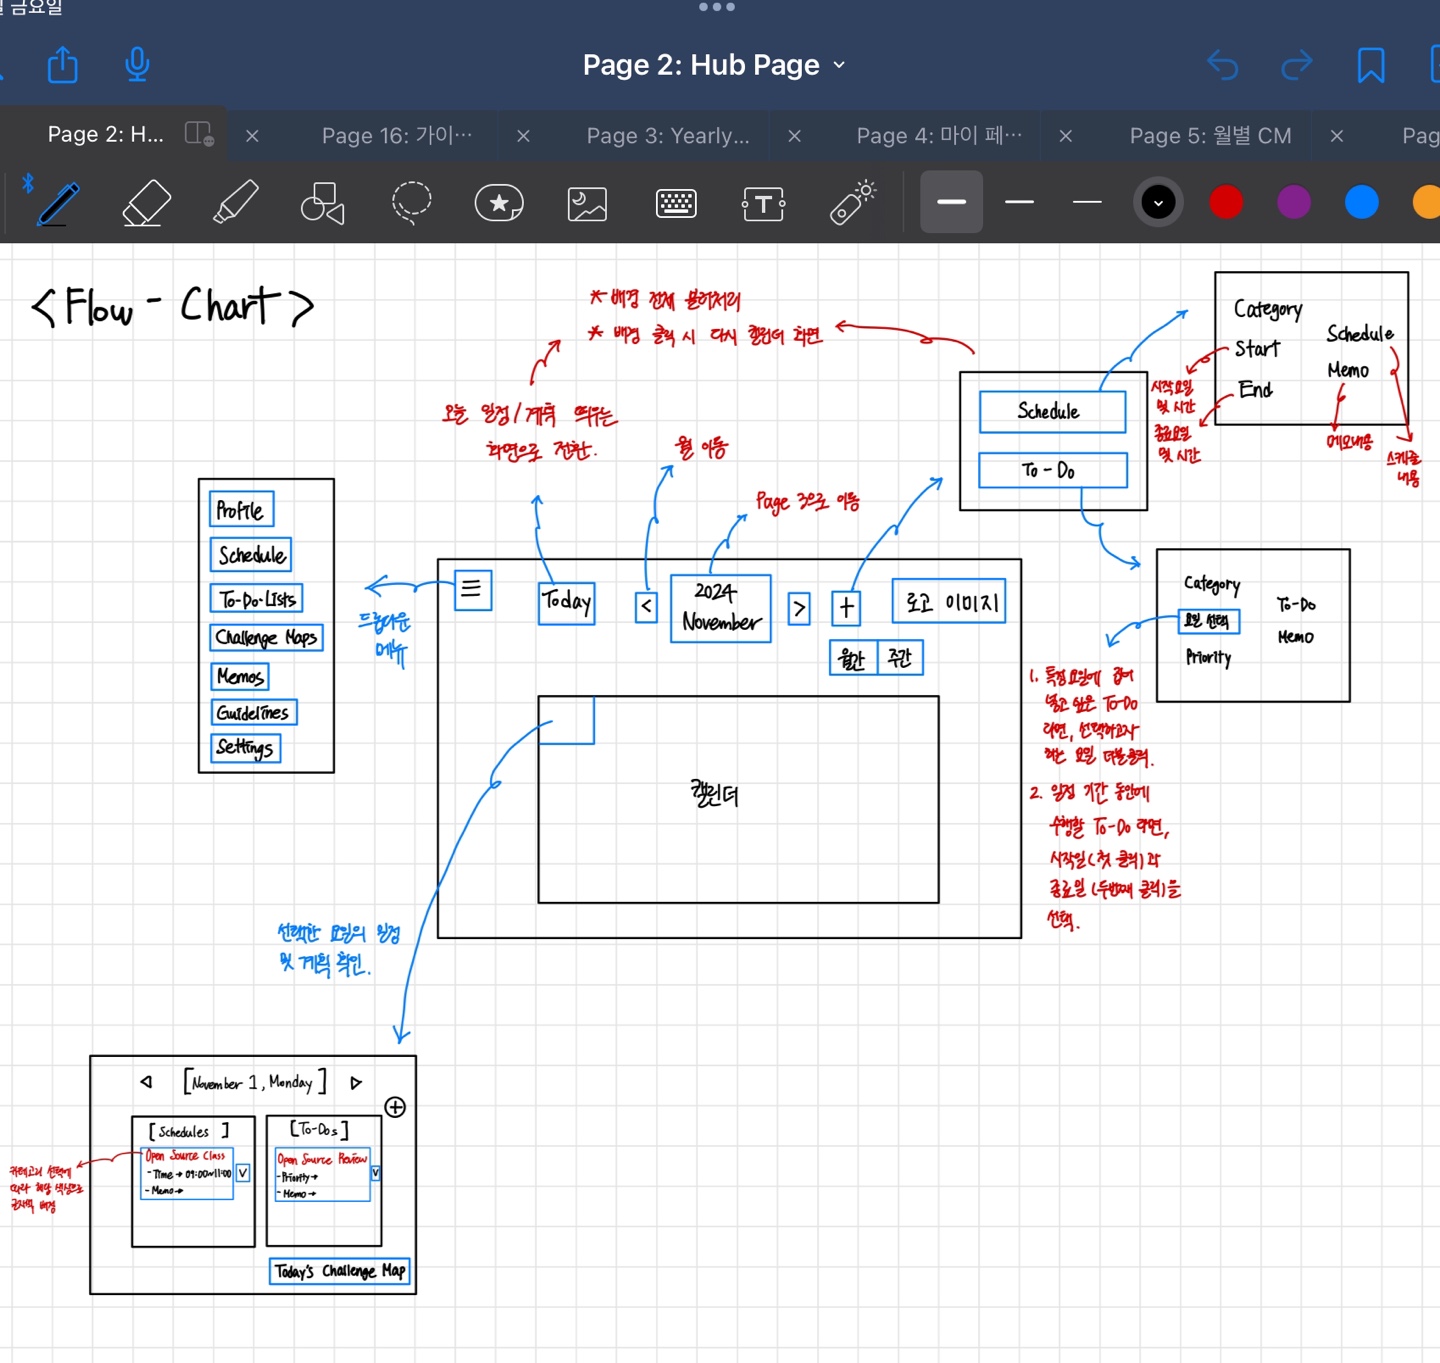 금요일
Page 2: Hub Page
Page 2: H...
Page 16: 가이...
Page 3: Yearly...
Page 4: 마이 페...
Page 5: 월별 CM
Pag
<Flow - Chart>
* 배경 전체 블러처리
* 배경 클릭 시 다시 캘린더 화면
오늘 일정/계획 띄우는
화면으로 전환.
월 이동
Page 3으로 이동
Schedule
To-Do
Category
Start
End
Schedule
Memo
시작요일
및 시간
종료요일
및 시간
메모내용
스케쥴
내용
Profile
Schedule
To-Do-Lists
Challenge Maps
Memos
Guidelines
Settings
드롭다운
메뉴
Today
<
2024
November
>
+
로고 이미지
월간
주간
캘린더
Category
요일 선택
Priority
To-Do
Memo
1. 특정요일에 집어
넣고 싶은 To-Do
라면, 선택하고자
하는 요일 더블클릭.
2. 일정 기간 동안에
수행할 To-Do 라면,
시작일(첫 클릭)과
종료일(두번째 클릭)을
선택.
선택한 요일의 일정
및 계획 확인.
[November 1, Monday]
[Schedules]
Open Source Class
- Time → 09:00~11:00
- Memo →
V
[To-Dos]
Open Source Review
- Priority →
- Memo →
V
Today's Challenge Map
카테고리 선택에
따라 해당 색상으로
글자색 배경